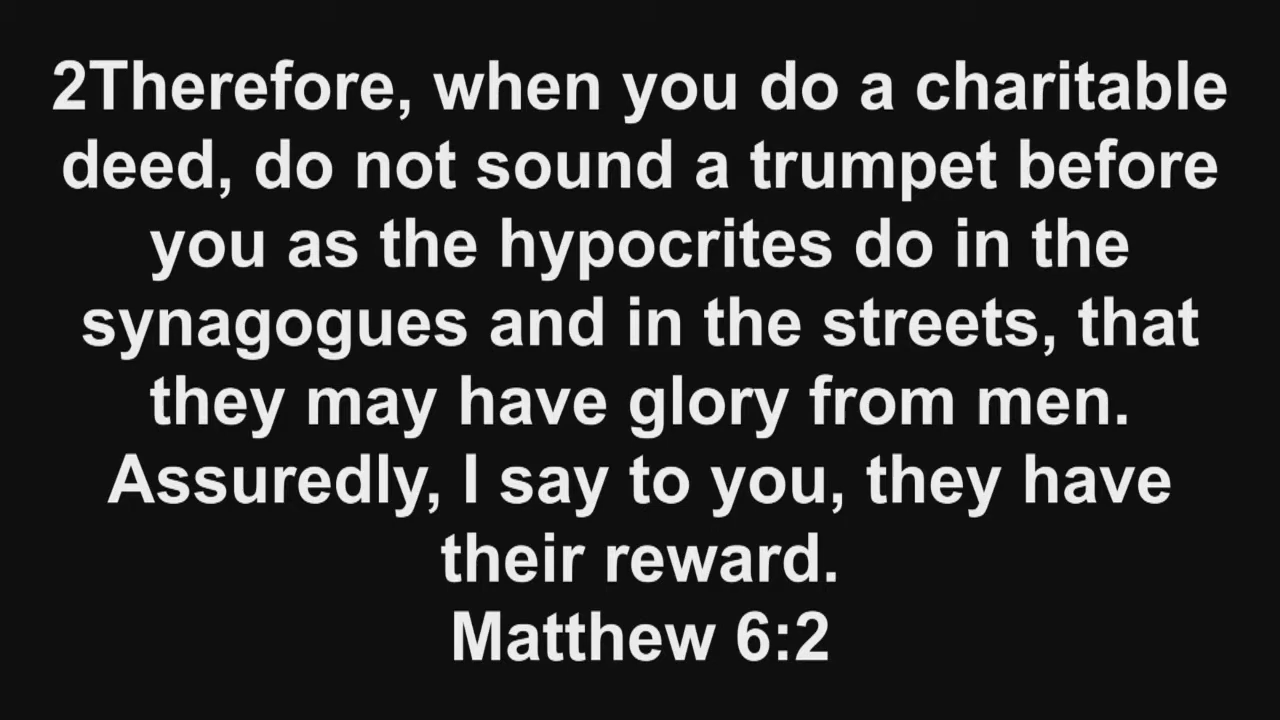 2Therefore, when you do a charitable
deed, do not sound a trumpet before
you as the hypocrites do in the
synagogues and in the streets, that
they may have glory from men.
Assuredly, I say to you, they have
their reward.
Matthew 6:2